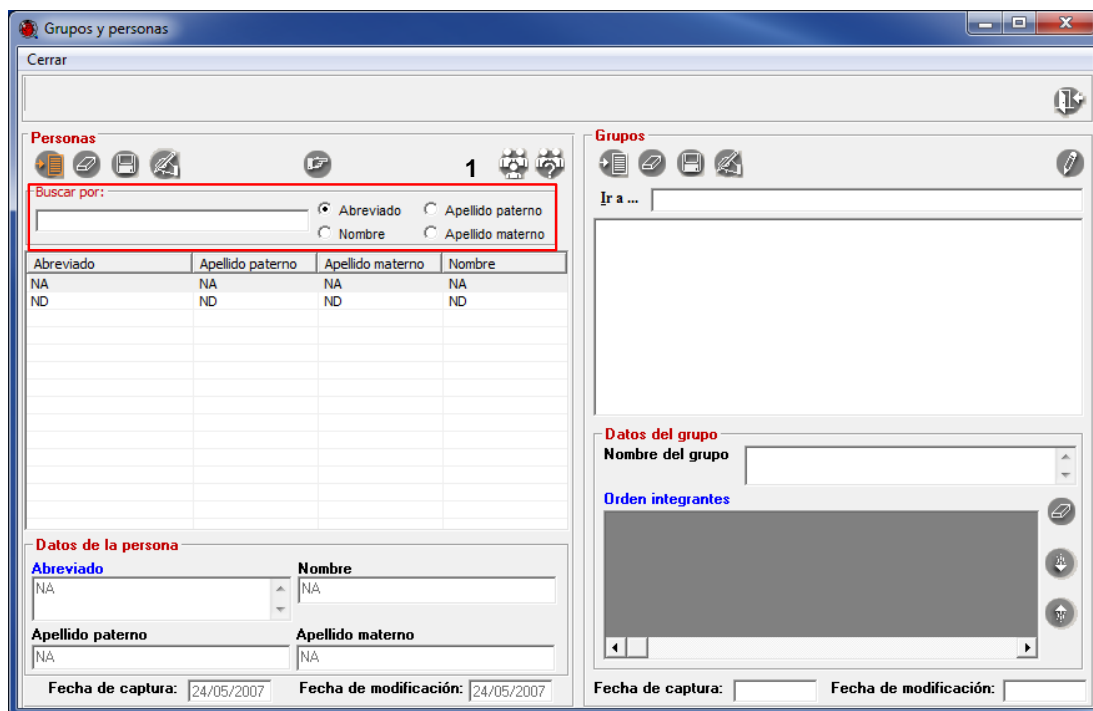 Grupos y personas
Cerrar
Personas
1
Buscar por:
Abreviado Apellido paterno
Nombre Apellido materno
Abreviado Apellido paterno Apellido materno Nombre
NA NA NA NA
ND ND ND ND
Datos de la persona
Abreviado Nombre
NA NA
Apellido paterno Apellido materno
NA NA
Fecha de captura: 24/05/2007 Fecha de modificación: 24/05/2007
Grupos
Ir a ...
Datos del grupo
Nombre del grupo
Orden integrantes
Fecha de captura: Fecha de modificación: